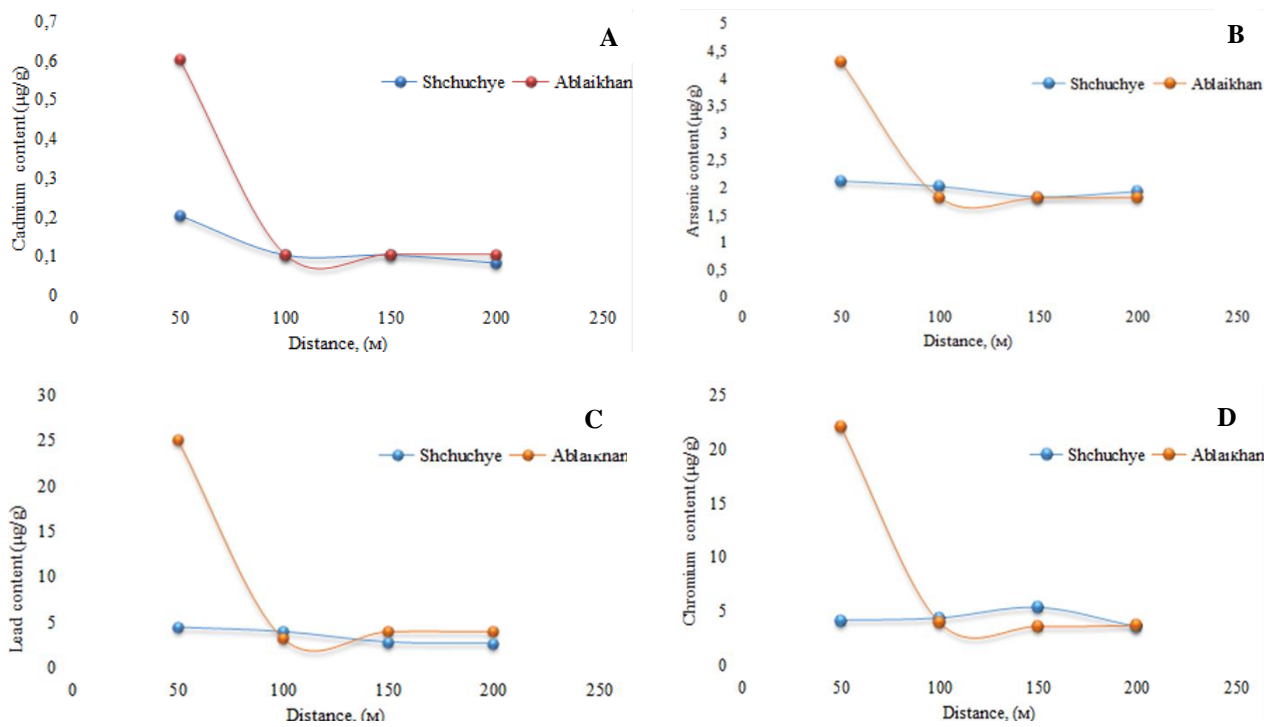 A
Cadmium content (µg/g)
0,7
0,6
0,5
0,4
0,3
0,2
0,1
0
0 50 100 150 200 250
Distance, (м)
Shchuchye Ablaikhan
B
Arsenic content (µg/g)
5
4,5
4
3,5
3
2,5
2
1,5
1
0,5
0
0 50 100 150 200 250
Distance, (м)
Shchuchye Ablaikhan
C
Lead content (µg/g)
30
25
20
15
10
5
0
0 50 100 150 200 250
Distance, (м)
Shchuchye Ablaikhan
D
Chromium content (µg/g)
25
20
15
10
5
0
0 50 100 150 200 250
Distance, (м)
Shchuchye Ablaikhan